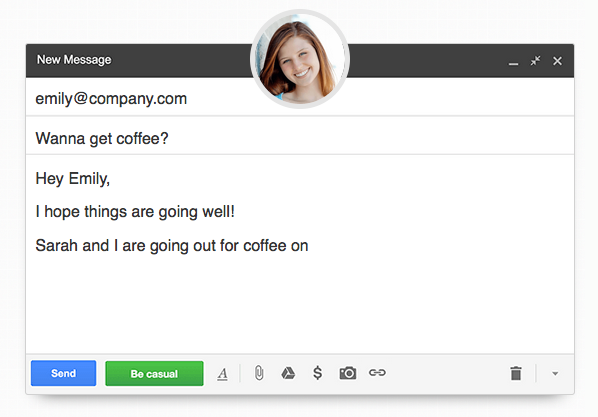 New Message
emily@company.com
Wanna get coffee?
Hey Emily,
I hope things are going well!
Sarah and I are going out for coffee on
Send
Be casual
A
$